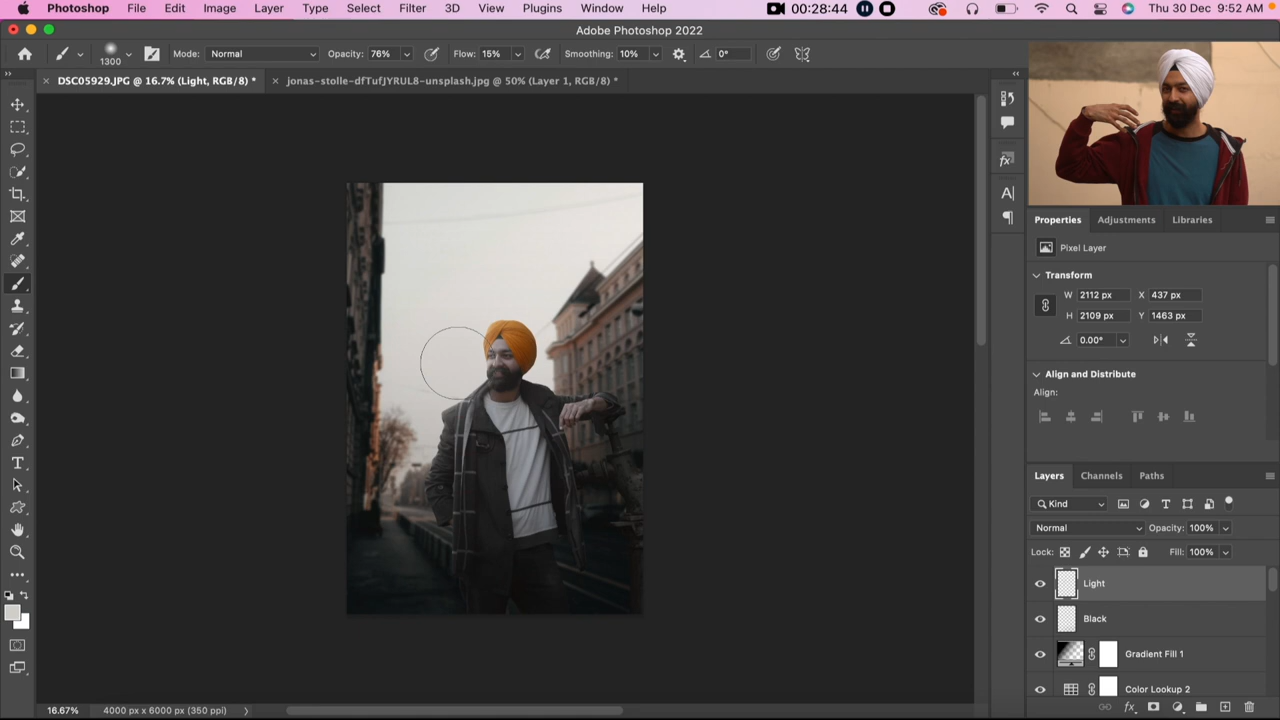 Photoshop File Edit Image Layer Type Select Filter 3D View Plugins Window Help 00:28:44 Thu 30 Dec 9:52 AM
Adobe Photoshop 2022
1300 Mode: Normal Opacity: 76% Flow: 15% Smoothing: 10% 0°
DSC05929.JPG @ 16.7% (Light, RGB/8) * jonas-stolle-dfTufJYRUL8-unsplash.jpg @ 50% (Layer 1, RGB/8) *
Properties Adjustments Libraries
Pixel Layer
Transform
W 2112 px X 437 px
H 2109 px Y 1463 px
0.00°
Align and Distribute
Align:
Layers Channels Paths
Kind
Normal Opacity: 100%
Lock: Fill: 100%
Light
Black
Gradient Fill 1
Color Lookup 2
16.67% 4000 px x 6000 px (350 ppi)